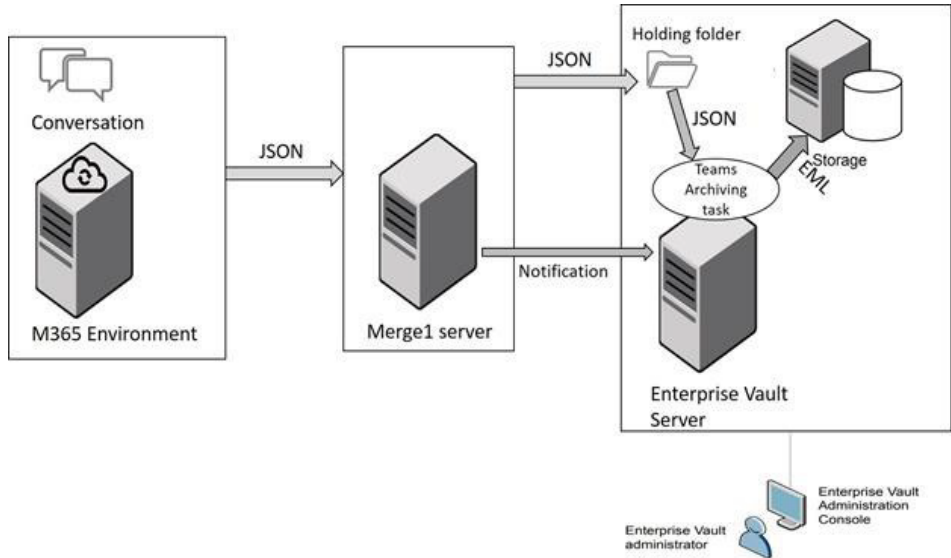 Conversation
M365 Environment
JSON
Merge1 server
JSON
Notification
Holding folder
JSON
Teams
Archiving
task
EML
Storage
Enterprise Vault
Server
Enterprise Vault
Administration
Console
Enterprise Vault
administrator